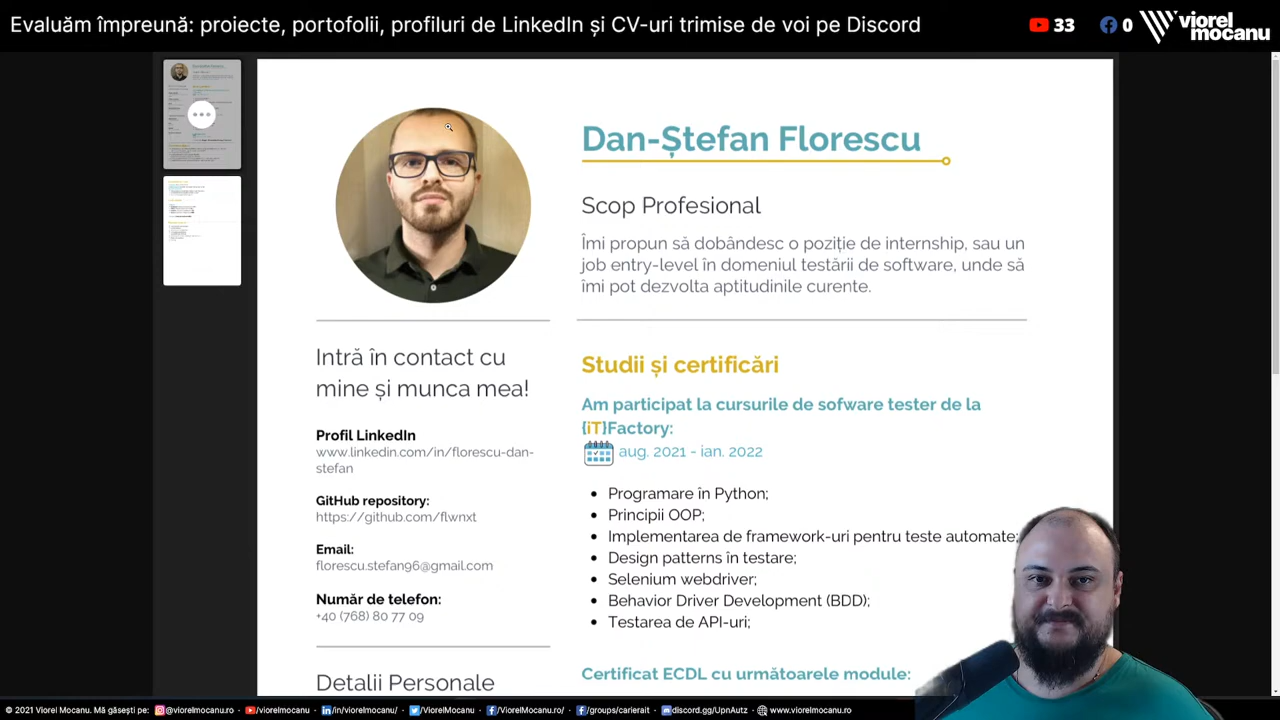 Evaluăm împreună: proiecte, portofolii, profiluri de LinkedIn și CV-uri trimise de voi pe Discord
33
0
viorel
mocanu
Dan-Ștefan Florescu
Scop Profesional
Îmi propun să dobândesc o poziție de internship, sau un
job entry-level în domeniul testării de software, unde să
îmi pot dezvolta aptitudinile curente.
Intră în contact cu
mine și munca mea!
Profil LinkedIn
www.linkedin.com/in/florescu-dan-
stefan
GitHub repository:
https://github.com/flwnxt
Email:
florescu.stefan96@gmail.com
Număr de telefon:
+40 (768) 80 77 09
Detalii Personale
Studii și certificări
Am participat la cursurile de sofware tester de la
{iT}Factory:
aug. 2021 - ian. 2022
Programare în Python;
Principii OOP;
Implementarea de framework-uri pentru teste automate;
Design patterns în testare;
Selenium webdriver;
Behavior Driver Development (BDD);
Testarea de API-uri;
Certificat ECDL cu următoarele module:
© 2021 Viorel Mocanu. Mă găsești pe: @viorelmocanu /viorelmocanu /in/viorelmocanu/ /ViorelMocanu /ViorelMocanu.ro/ /groups/carierait/ discord.gg/UpnAutz www.viorelmocanu.ro